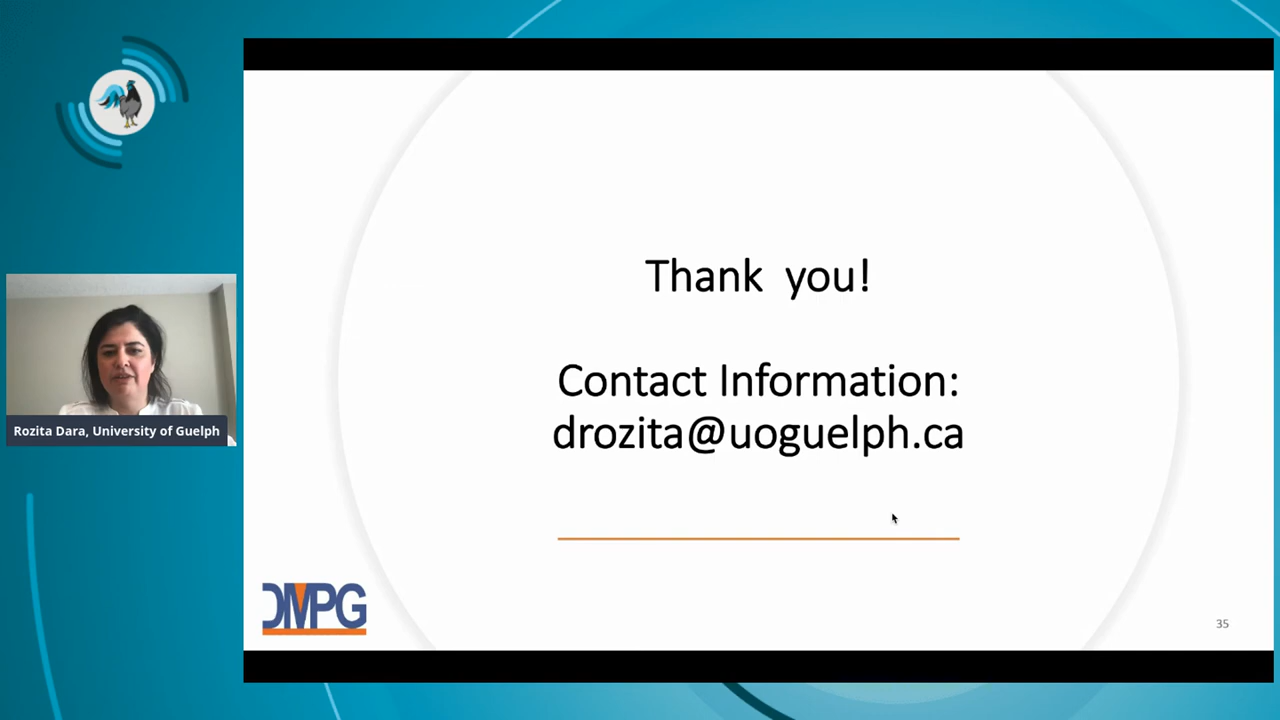 Thank you!
Contact Information:
drozita@uoguelph.ca
Rozita Dara, University of Guelph
DMPG
35